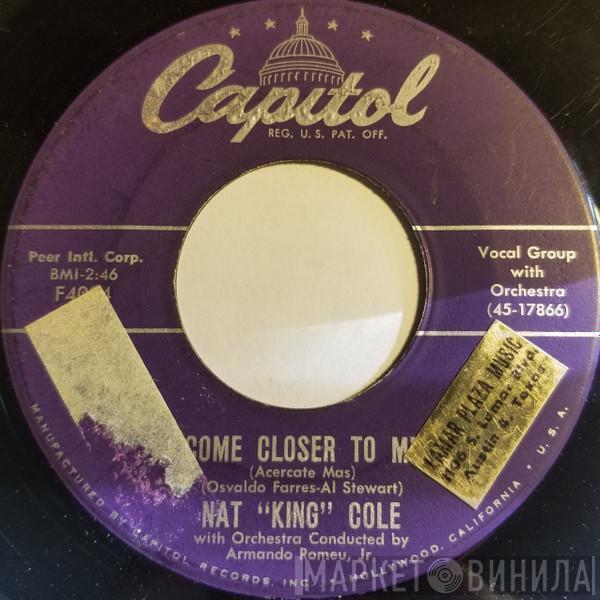 Capitol
REG. U.S. PAT. OFF.
Peer Intl. Corp.
BMI-2:46
Vocal Group
with
Orchestra
(45-17866)
COME CLOSER TO ME
(Acercate Mas)
(Osvaldo Farres-Al Stewart)
NAT "KING" COLE
with Orchestra Conducted by
Armando Romeu, Jr.
PLAZA MUSIC
S. Lamar Blvd.
Austin 4, Texas
MANUFACTURED BY CAPITOL RECORDS, INC., HOLLYWOOD, CALIFORNIA, U.S.A.
МАРКЕТ ВИНИЛА